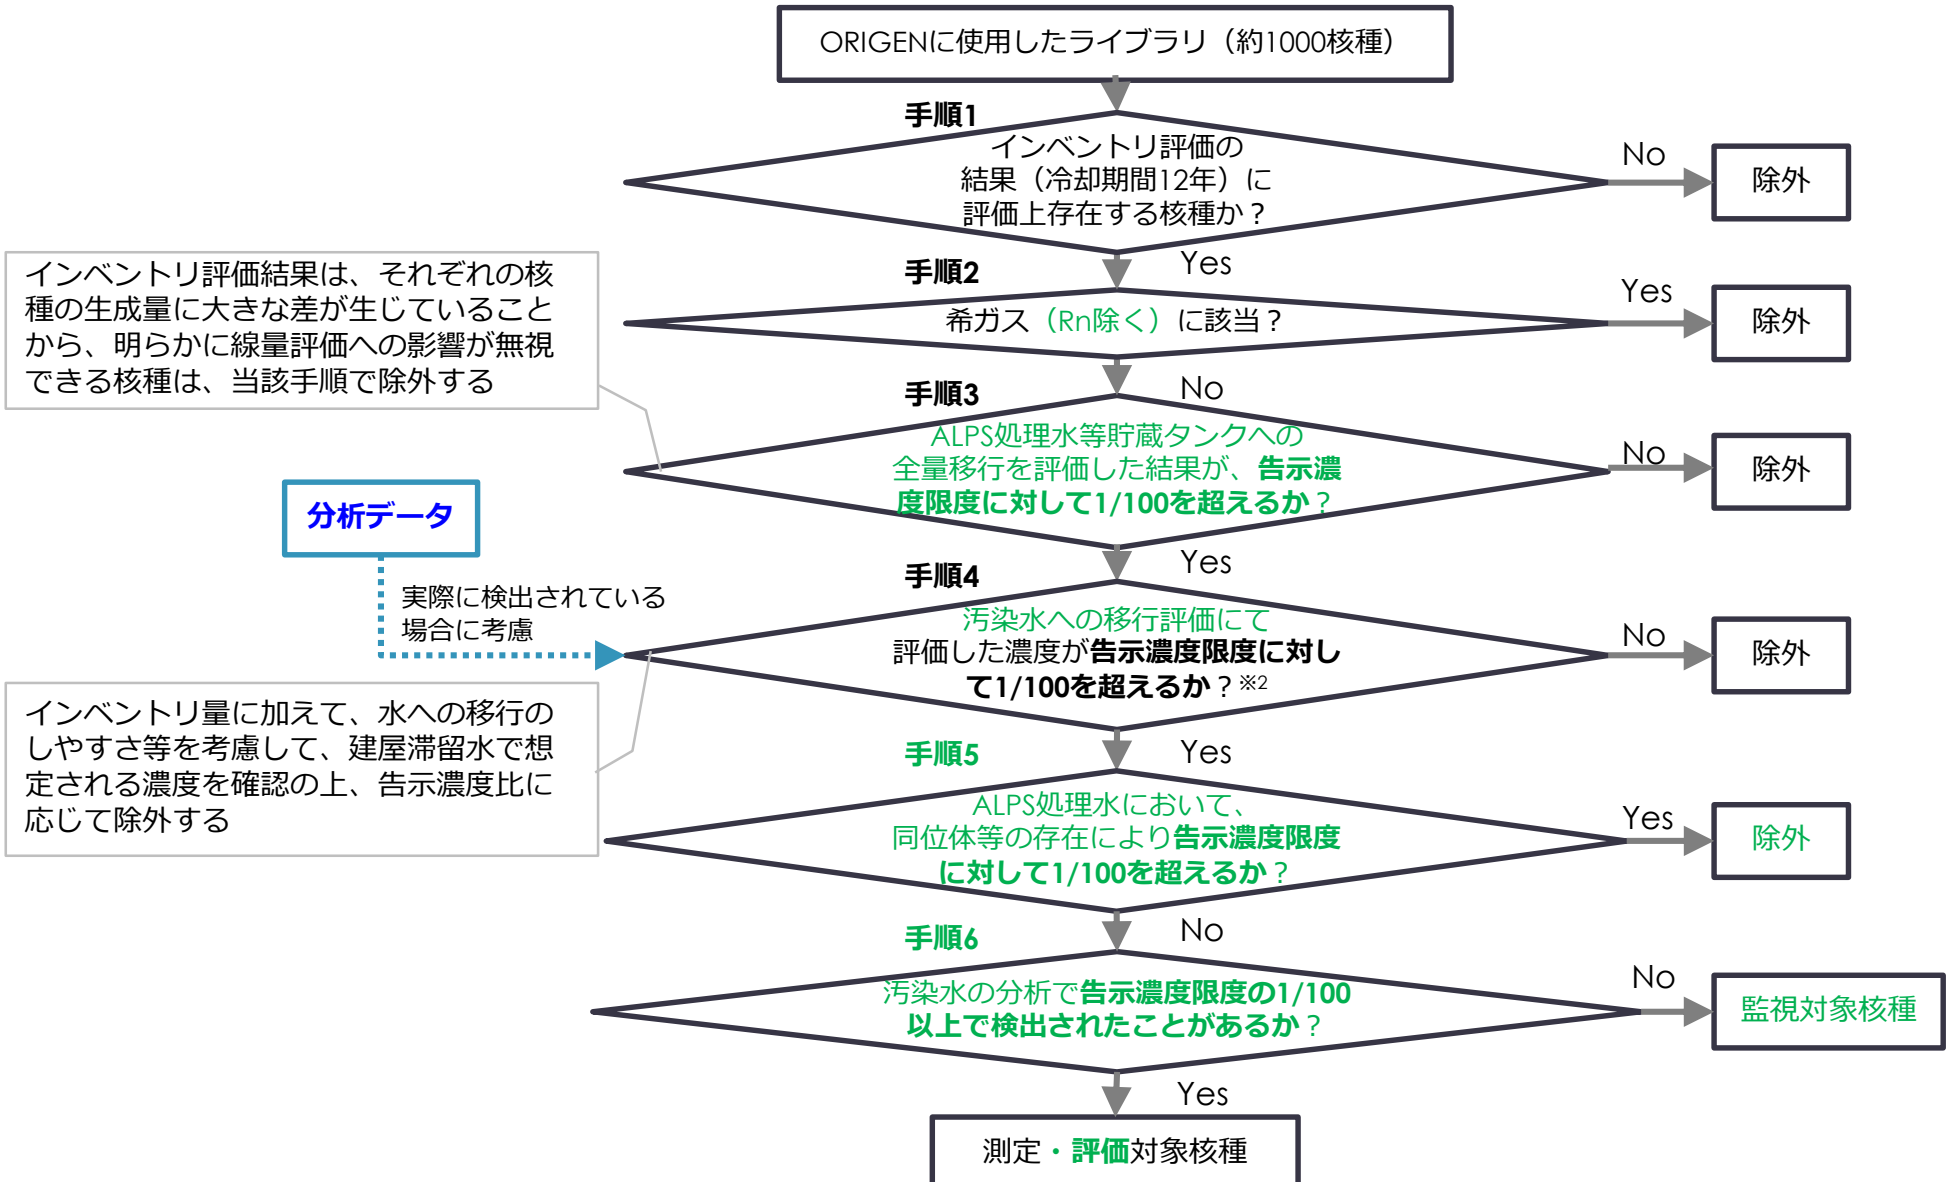 ORIGENに使用したライブラリ（約1000核種）
手順1
インベントリ評価の
結果（冷却期間12年）に
評価上存在する核種か？
No
除外
Yes
インベントリ評価結果は、それぞれの核
種の生成量に大きな差が生じていること
から、明らかに線量評価への影響が無視
できる核種は、当該手順で除外する
手順2
希ガス（Rn除く）に該当？
Yes
除外
No
手順3
ALPS処理水等貯蔵タンクへの
全量移行を評価した結果が、告示濃
度限度に対して1/100を超えるか？
No
除外
Yes
分析データ
実際に検出されている
場合に考慮
手順4
汚染水への移行評価にて
評価した濃度が告示濃度限度に対し
て1/100を超えるか？※2
No
除外
Yes
インベントリ量に加えて、水への移行の
しやすさ等を考慮して、建屋滞留水で想
定される濃度を確認の上、告示濃度比に
応じて除外する
手順5
ALPS処理水において、
同位体等の存在により告示濃度限度
に対して1/100を超えるか？
Yes
除外
No
手順6
汚染水の分析で告示濃度限度の1/100
以上で検出されたことがあるか？
No
監視対象核種
Yes
測定・評価対象核種